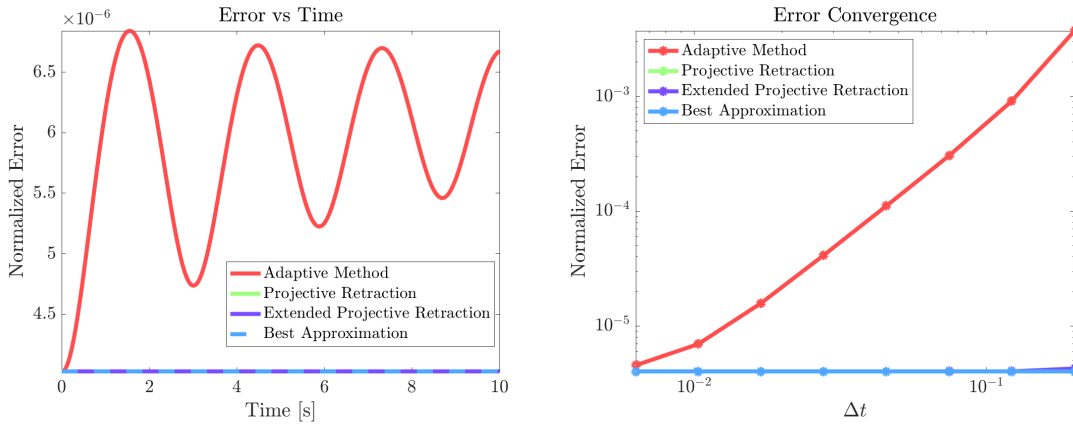 Error vs Time
×10⁻⁶
6.5
6
5.5
5
4.5
Normalized Error
Adaptive Method
Projective Retraction
Extended Projective Retraction
Best Approximation
0 2 4 6 8 10
Time [s]
Error Convergence
10⁻³
10⁻⁴
10⁻⁵
Normalized Error
Adaptive Method
Projective Retraction
Extended Projective Retraction
Best Approximation
10⁻² 10⁻¹
Δt